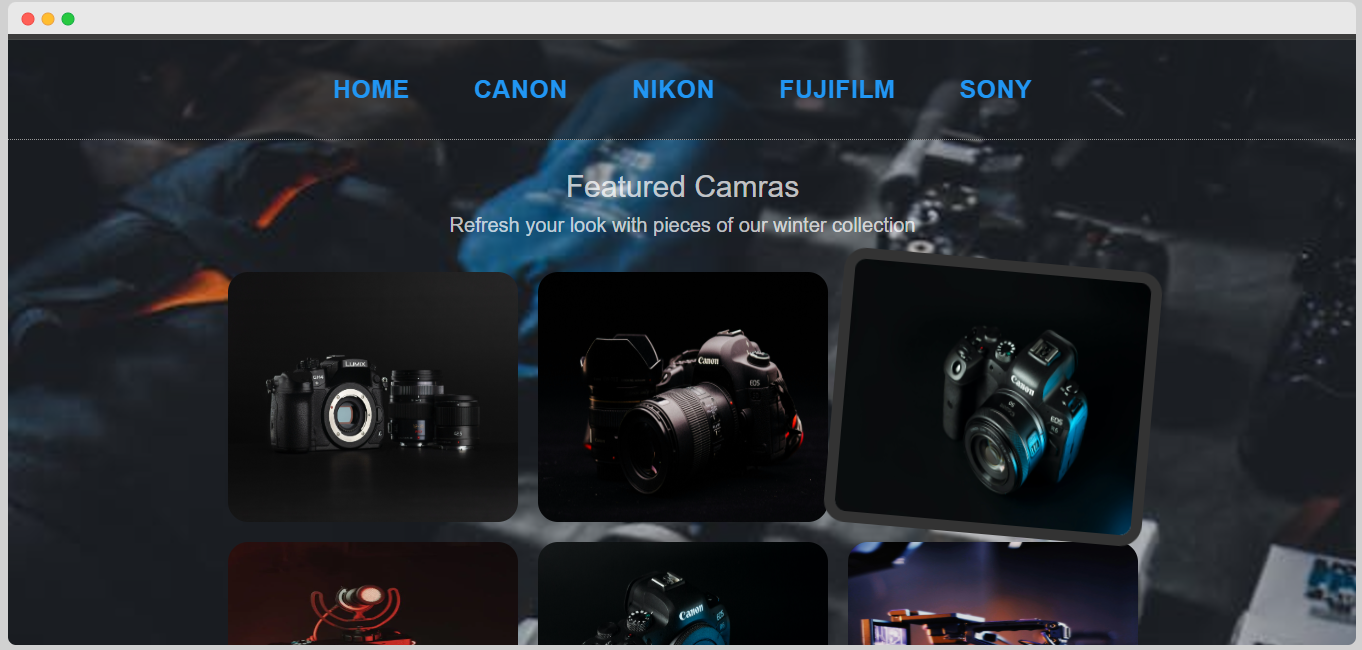 HOME CANON NIKON FUJIFILM SONY
Featured Camras
Refresh your look with pieces of our winter collection
LUMIX
Canon
EOS
Canon
EOS
R6
Canon